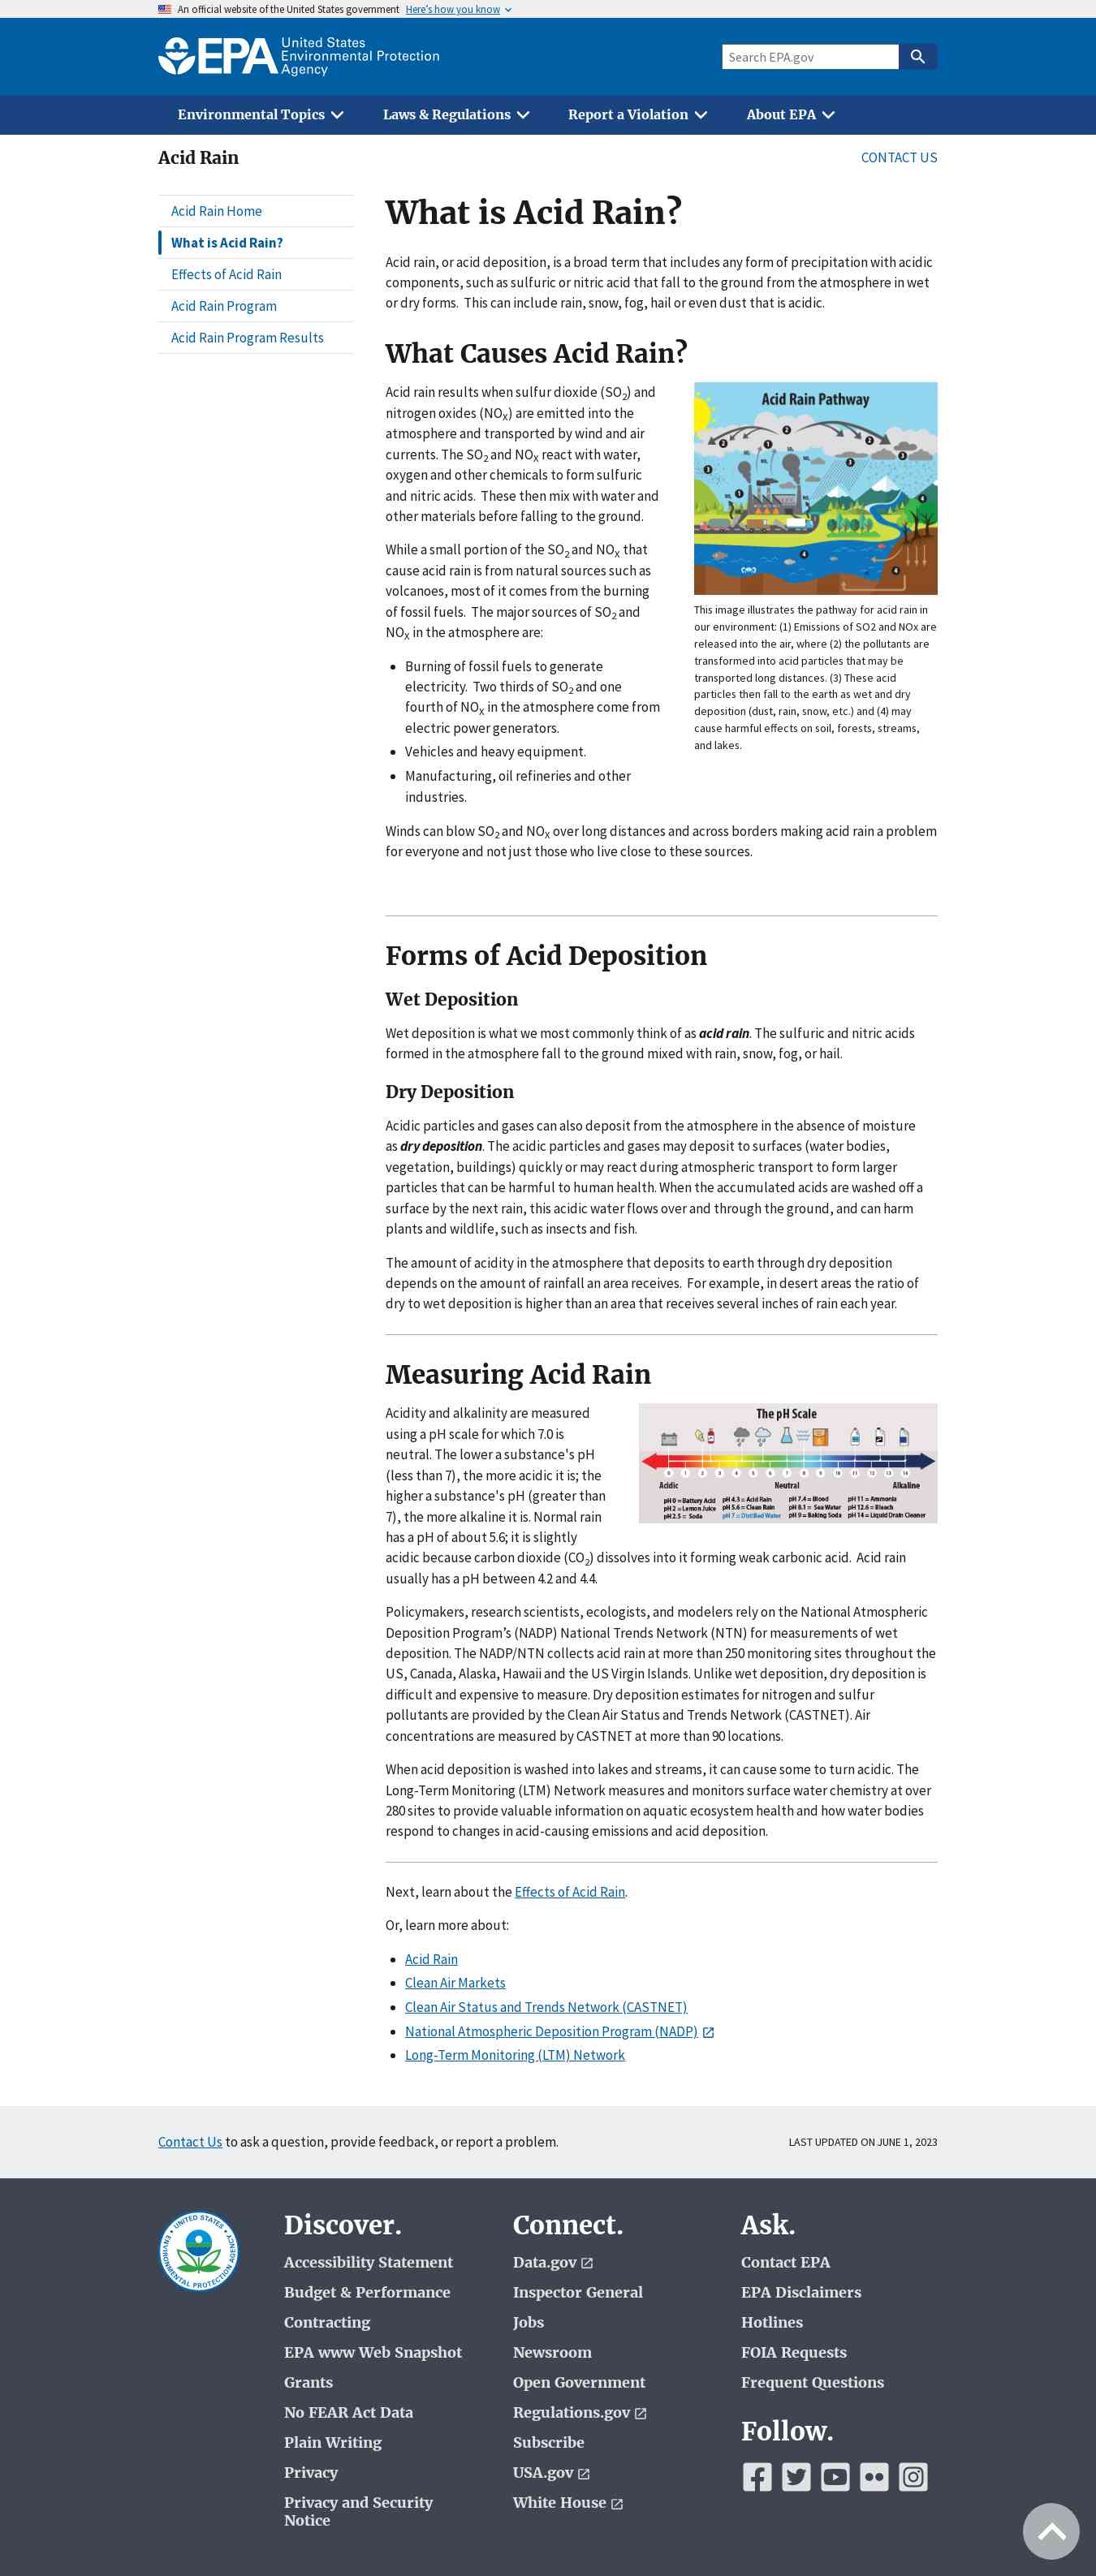 An official website of the United States government Here's how you know
EPA United States
Environmental Protection
Agency
Search EPA.gov
Environmental Topics
Laws & Regulations
Report a Violation
About EPA
Acid Rain
CONTACT US
Acid Rain Home
What is Acid Rain?
Effects of Acid Rain
Acid Rain Program
Acid Rain Program Results
What is Acid Rain?
Acid rain, or acid deposition, is a broad term that includes any form of precipitation with acidic
components, such as sulfuric or nitric acid that fall to the ground from the atmosphere in wet
or dry forms.  This can include rain, snow, fog, hail or even dust that is acidic.
What Causes Acid Rain?
Acid rain results when sulfur dioxide (SO2) and
nitrogen oxides (NOX) are emitted into the
atmosphere and transported by wind and air
currents. The SO2 and NOX react with water,
oxygen and other chemicals to form sulfuric
and nitric acids.  These then mix with water and
other materials before falling to the ground.
While a small portion of the SO2 and NOX that
cause acid rain is from natural sources such as
volcanoes, most of it comes from the burning
of fossil fuels.  The major sources of SO2 and
NOX in the atmosphere are:
Burning of fossil fuels to generate
electricity.  Two thirds of SO2 and one
fourth of NOX in the atmosphere come from
electric power generators.
Vehicles and heavy equipment.
Manufacturing, oil refineries and other
industries.
Acid Rain Pathway
This image illustrates the pathway for acid rain in
our environment: (1) Emissions of SO2 and NOx are
released into the air, where (2) the pollutants are
transformed into acid particles that may be
transported long distances. (3) These acid
particles then fall to the earth as wet and dry
deposition (dust, rain, snow, etc.) and (4) may
cause harmful effects on soil, forests, streams,
and lakes.
Winds can blow SO2 and NOX over long distances and across borders making acid rain a problem
for everyone and not just those who live close to these sources.
Forms of Acid Deposition
Wet Deposition
Wet deposition is what we most commonly think of as acid rain. The sulfuric and nitric acids
formed in the atmosphere fall to the ground mixed with rain, snow, fog, or hail.
Dry Deposition
Acidic particles and gases can also deposit from the atmosphere in the absence of moisture
as dry deposition. The acidic particles and gases may deposit to surfaces (water bodies,
vegetation, buildings) quickly or may react during atmospheric transport to form larger
particles that can be harmful to human health. When the accumulated acids are washed off a
surface by the next rain, this acidic water flows over and through the ground, and can harm
plants and wildlife, such as insects and fish.
The amount of acidity in the atmosphere that deposits to earth through dry deposition
depends on the amount of rainfall an area receives.  For example, in desert areas the ratio of
dry to wet deposition is higher than an area that receives several inches of rain each year.
Measuring Acid Rain
Acidity and alkalinity are measured
using a pH scale for which 7.0 is
neutral. The lower a substance's pH
(less than 7), the more acidic it is; the
higher a substance's pH (greater than
7), the more alkaline it is. Normal rain
has a pH of about 5.6; it is slightly
acidic because carbon dioxide (CO2) dissolves into it forming weak carbonic acid.  Acid rain
usually has a pH between 4.2 and 4.4.
The pH Scale
0 1 2 3 4 5 6 7 8 9 10 11 12 13 14
Acidic Neutral Alkaline
pH 0 = Battery Acid pH 4.3 = Acid Rain pH 7.4 = Blood pH 11 = Ammonia
pH 2 = Lemon Juice pH 5.6 = Clean Rain pH 8.1 = Sea Water pH 12.6 = Bleach
pH 2.5 = Soda pH 7 = Distilled Water pH 9 = Baking Soda pH 14 = Liquid Drain Cleaner
Policymakers, research scientists, ecologists, and modelers rely on the National Atmospheric
Deposition Program’s (NADP) National Trends Network (NTN) for measurements of wet
deposition. The NADP/NTN collects acid rain at more than 250 monitoring sites throughout the
US, Canada, Alaska, Hawaii and the US Virgin Islands. Unlike wet deposition, dry deposition is
difficult and expensive to measure. Dry deposition estimates for nitrogen and sulfur
pollutants are provided by the Clean Air Status and Trends Network (CASTNET). Air
concentrations are measured by CASTNET at more than 90 locations.
When acid deposition is washed into lakes and streams, it can cause some to turn acidic. The
Long-Term Monitoring (LTM) Network measures and monitors surface water chemistry at over
280 sites to provide valuable information on aquatic ecosystem health and how water bodies
respond to changes in acid-causing emissions and acid deposition.
Next, learn about the Effects of Acid Rain.
Or, learn more about:
Acid Rain
Clean Air Markets
Clean Air Status and Trends Network (CASTNET)
National Atmospheric Deposition Program (NADP)
Long-Term Monitoring (LTM) Network
Contact Us to ask a question, provide feedback, or report a problem.
LAST UPDATED ON JUNE 1, 2023
UNITED STATES ENVIRONMENTAL PROTECTION AGENCY
Discover.
Accessibility Statement
Budget & Performance
Contracting
EPA www Web Snapshot
Grants
No FEAR Act Data
Plain Writing
Privacy
Privacy and Security
Notice
Connect.
Data.gov
Inspector General
Jobs
Newsroom
Open Government
Regulations.gov
Subscribe
USA.gov
White House
Ask.
Contact EPA
EPA Disclaimers
Hotlines
FOIA Requests
Frequent Questions
Follow.